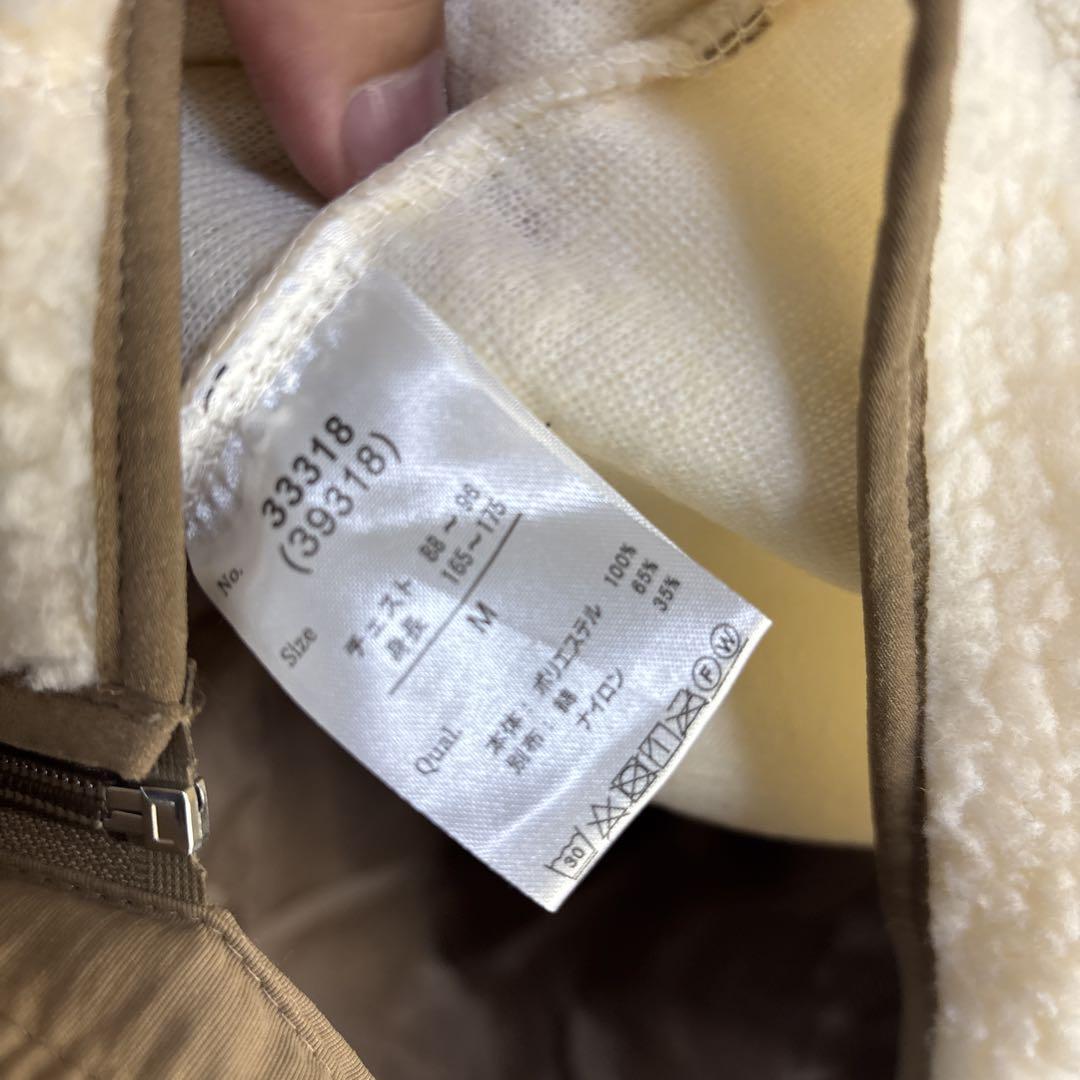 No. 33318
(39318)
Size チェスト 88～96
身長 165～175
M
Qual. 本体：ポリエステル 100%
別布：綿 65%
ナイロン 35%
30 F W